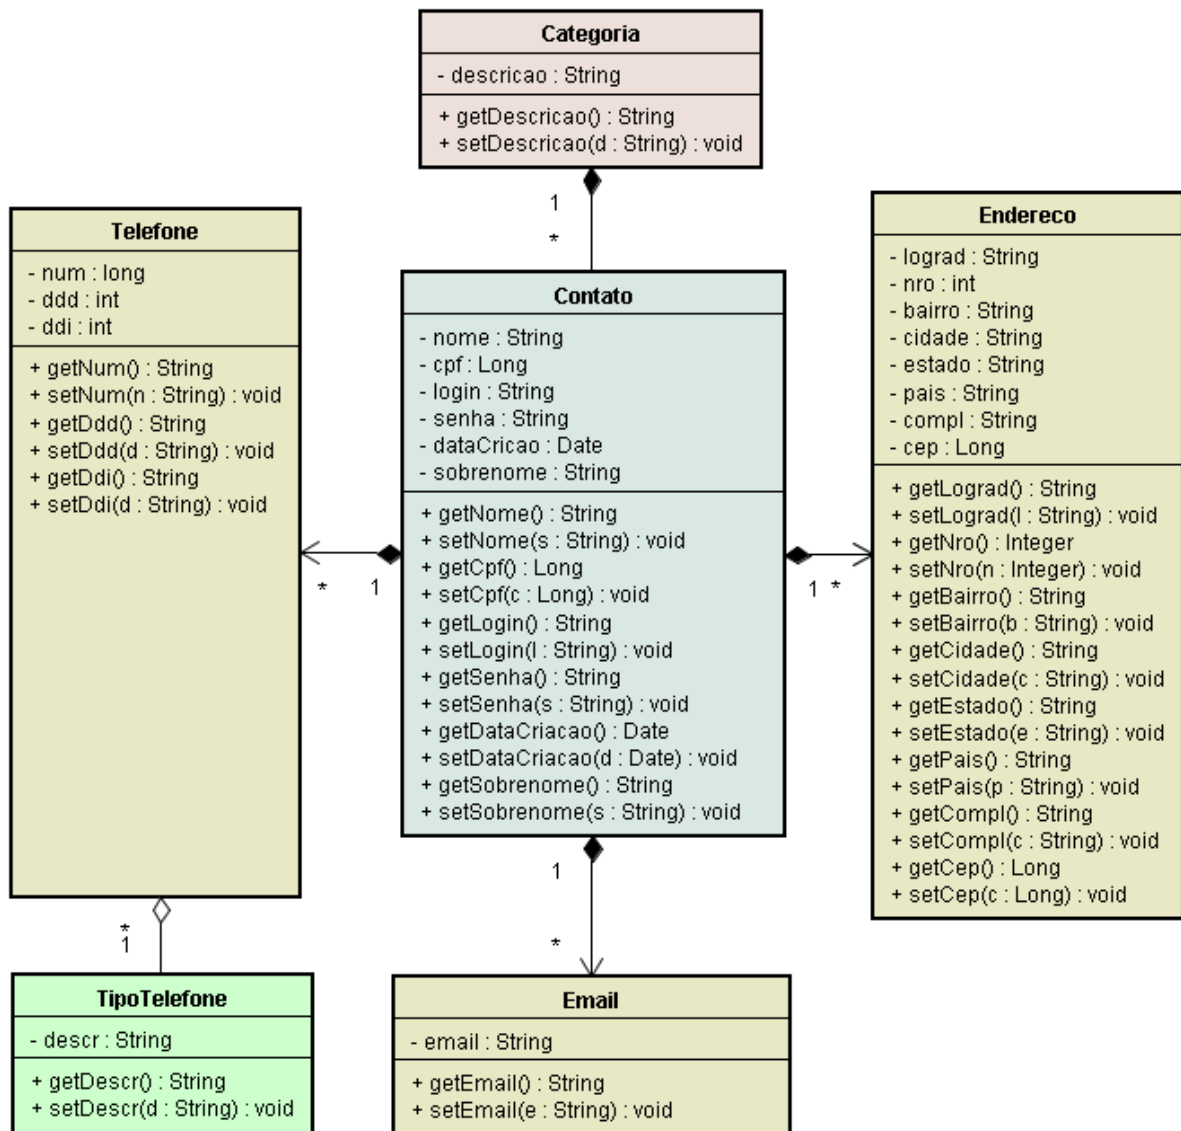 Categoria
- descricao : String
+ getDescricao() : String
+ setDescricao(d : String) : void
1
*
Telefone
- num : long
- ddd : int
- ddi : int
+ getNum() : String
+ setNum(n : String) : void
+ getDdd() : String
+ setDdd(d : String) : void
+ getDdi() : String
+ setDdi(d : String) : void
*
1
Contato
- nome : String
- cpf : Long
- login : String
- senha : String
- dataCricao : Date
- sobrenome : String
+ getNome() : String
+ setNome(s : String) : void
+ getCpf() : Long
+ setCpf(c : Long) : void
+ getLogin() : String
+ setLogin(l : String) : void
+ getSenha() : String
+ setSenha(s : String) : void
+ getDataCriacao() : Date
+ setDataCriacao(d : Date) : void
+ getSobrenome() : String
+ setSobrenome(s : String) : void
1 *
Endereco
- lograd : String
- nro : int
- bairro : String
- cidade : String
- estado : String
- pais : String
- compl : String
- cep : Long
+ getLograd() : String
+ setLograd(l : String) : void
+ getNro() : Integer
+ setNro(n : Integer) : void
+ getBairro() : String
+ setBairro(b : String) : void
+ getCidade() : String
+ setCidade(c : String) : void
+ getEstado() : String
+ setEstado(e : String) : void
+ getPais() : String
+ setPais(p : String) : void
+ getCompl() : String
+ setCompl(c : String) : void
+ getCep() : Long
+ setCep(c : Long) : void
*
1
TipoTelefone
- descr : String
+ getDescr() : String
+ setDescr(d : String) : void
1
*
Email
- email : String
+ getEmail() : String
+ setEmail(e : String) : void